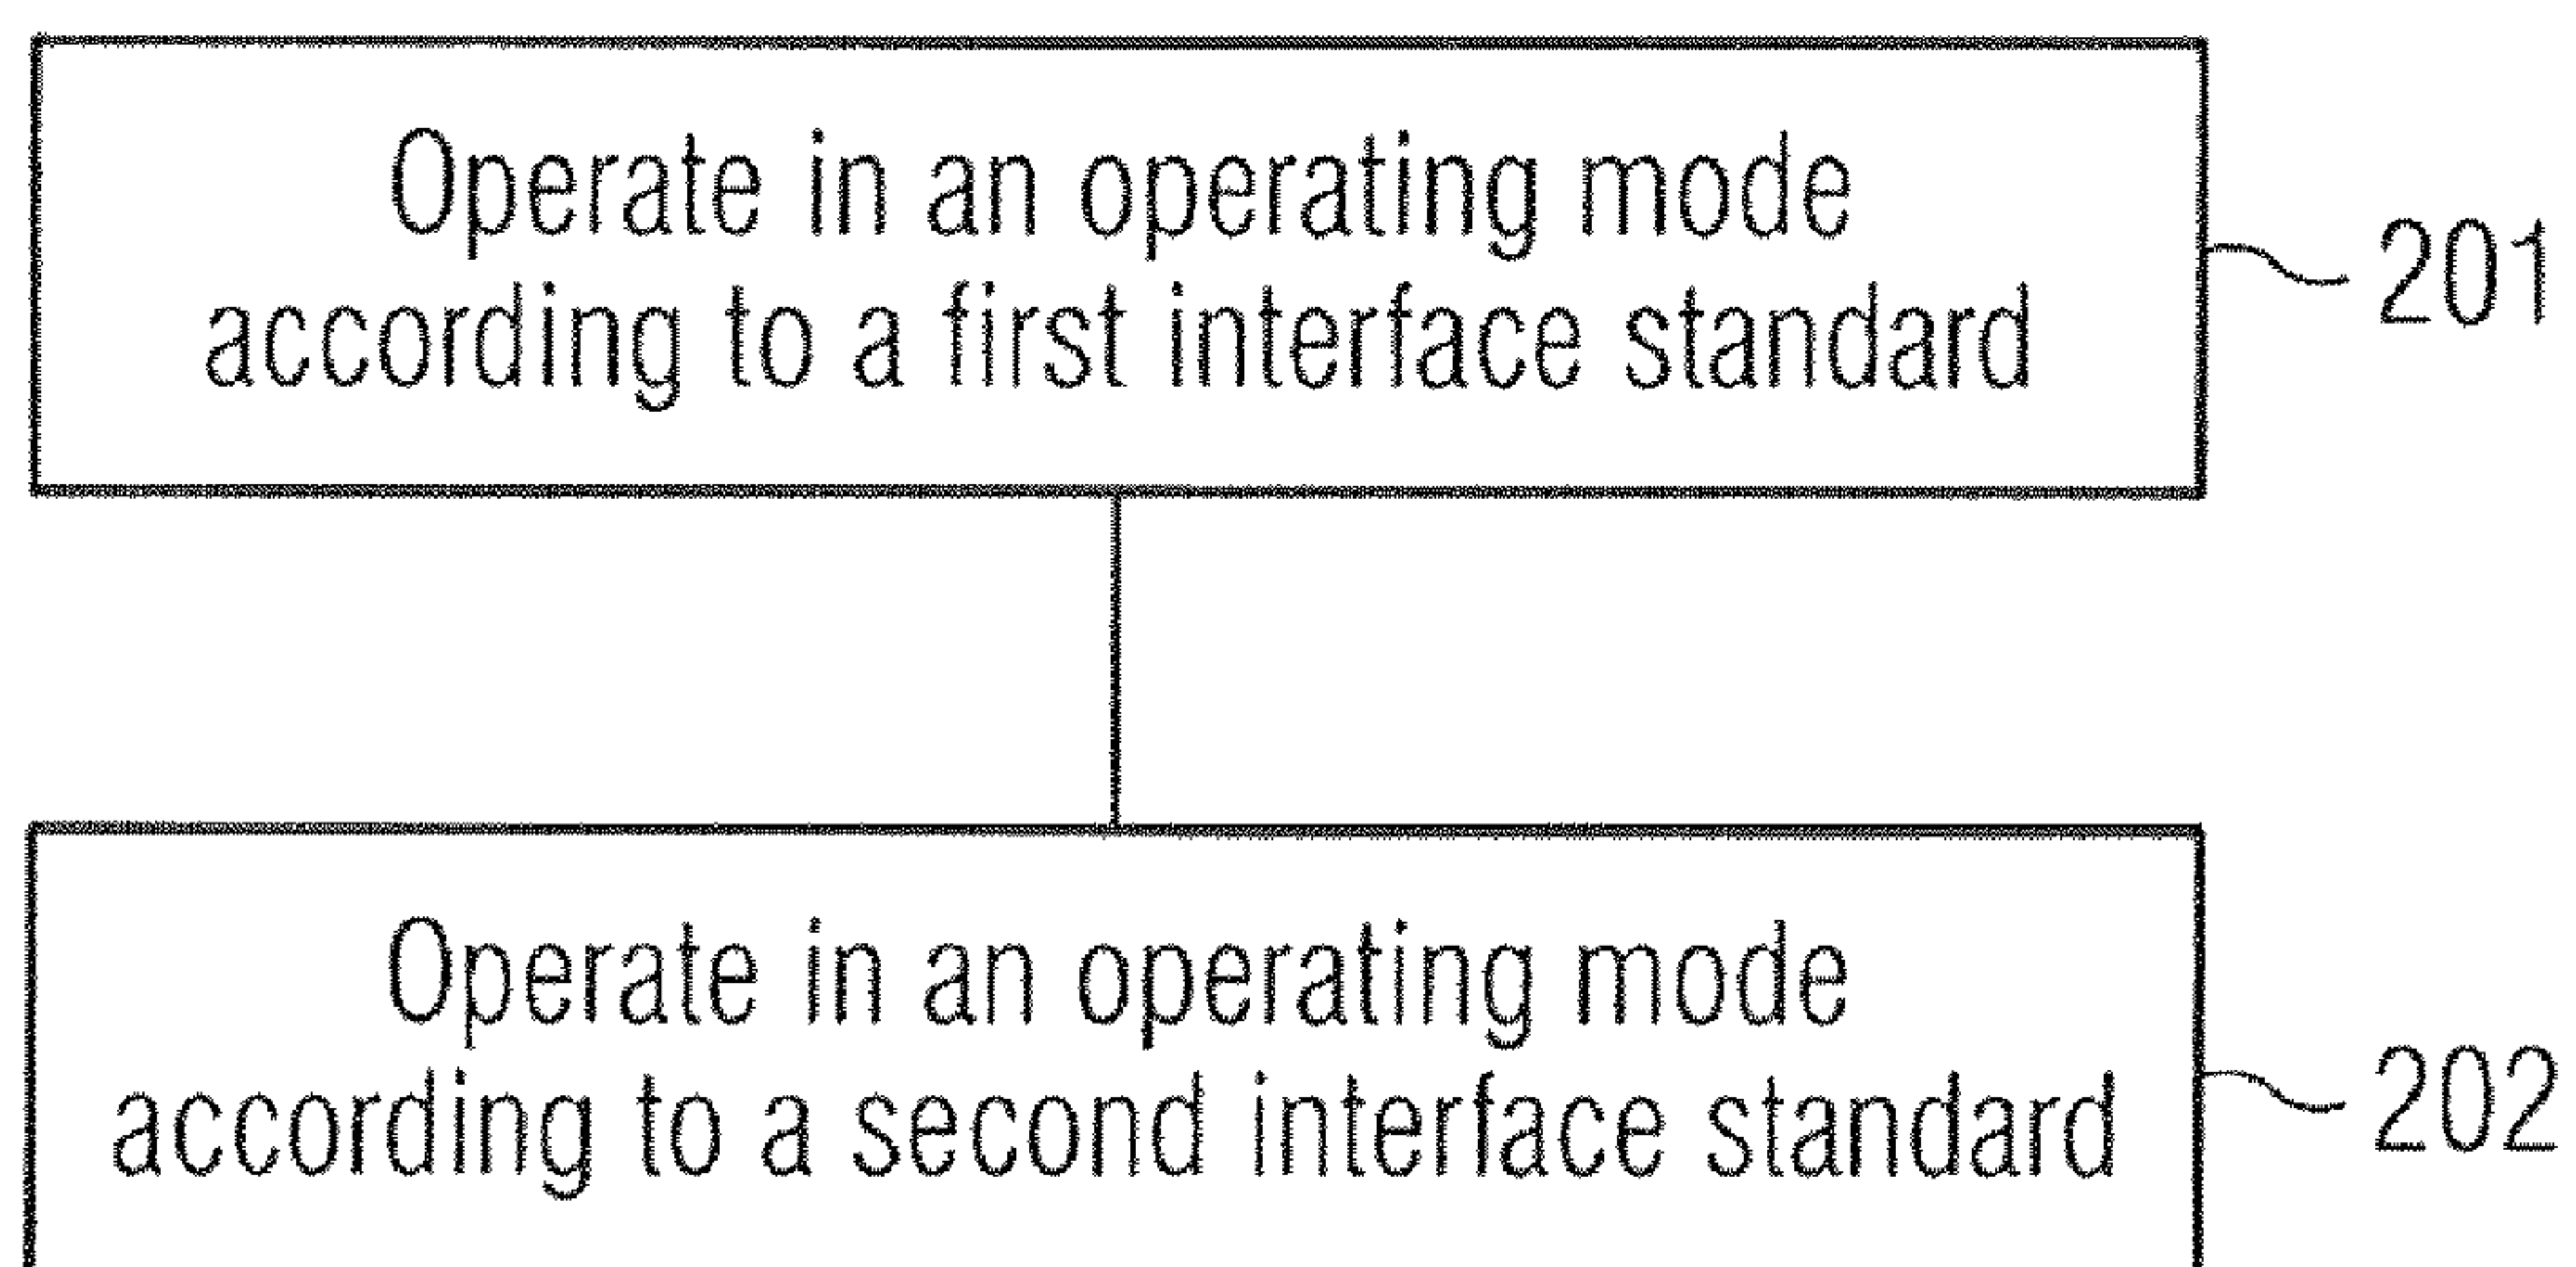 Operate in an operating mode
according to a first interface standard
201
Operate in an operating mode
according to a second interface standard
202